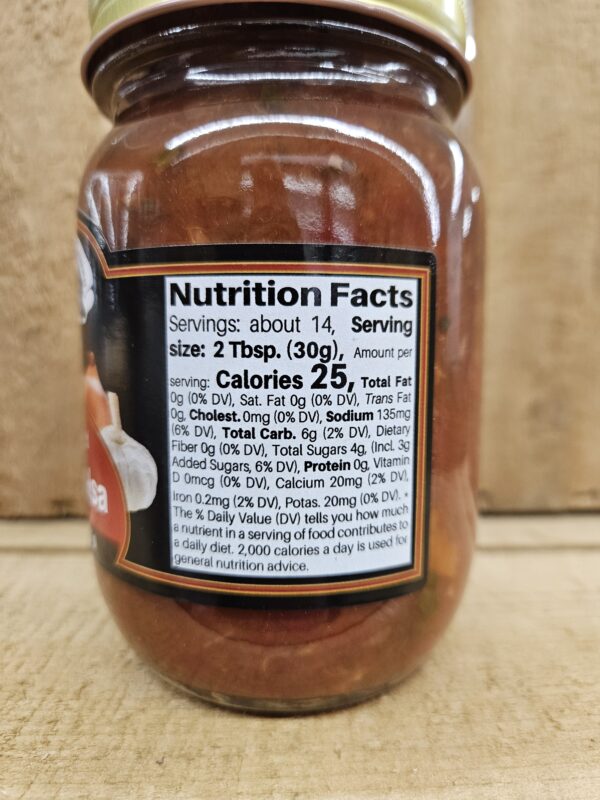 Nutrition Facts
Servings: about 14, Serving
size: 2 Tbsp. (30g), Amount per
serving: Calories 25, Total Fat
0g (0% DV), Sat. Fat 0g (0% DV), Trans Fat
0g, Cholest. 0mg (0% DV), Sodium 135mg
(6% DV), Total Carb. 6g (2% DV), Dietary
Fiber 0g (0% DV), Total Sugars 4g, (Incl. 3g
Added Sugars, 6% DV), Protein 0g, Vitamin
D 0mcg (0% DV), Calcium 20mg (2% DV),
Iron 0.2mg (2% DV), Potas. 20mg (0% DV). *
The % Daily Value (DV) tells you how much
a nutrient in a serving of food contributes to
a daily diet. 2,000 calories a day is used for
general nutrition advice.